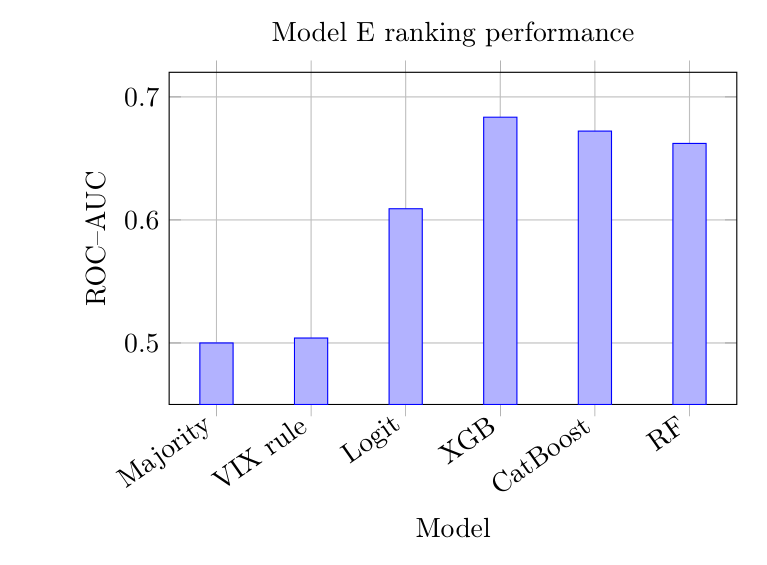 Model E ranking performance
0.7
0.6
0.5
ROC–AUC
Majority
VIX rule
Logit
XGB
CatBoost
RF
Model